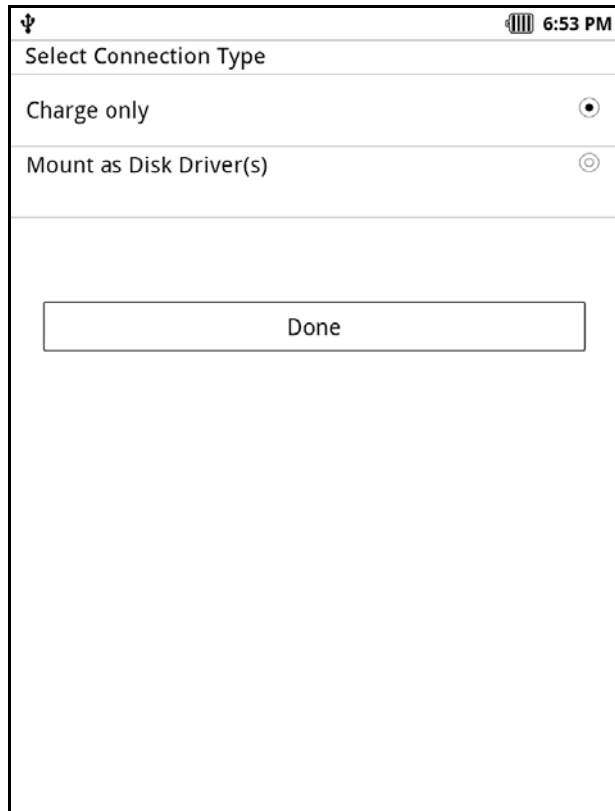 6:53 PM
Select Connection Type
Charge only
Mount as Disk Driver(s)
Done